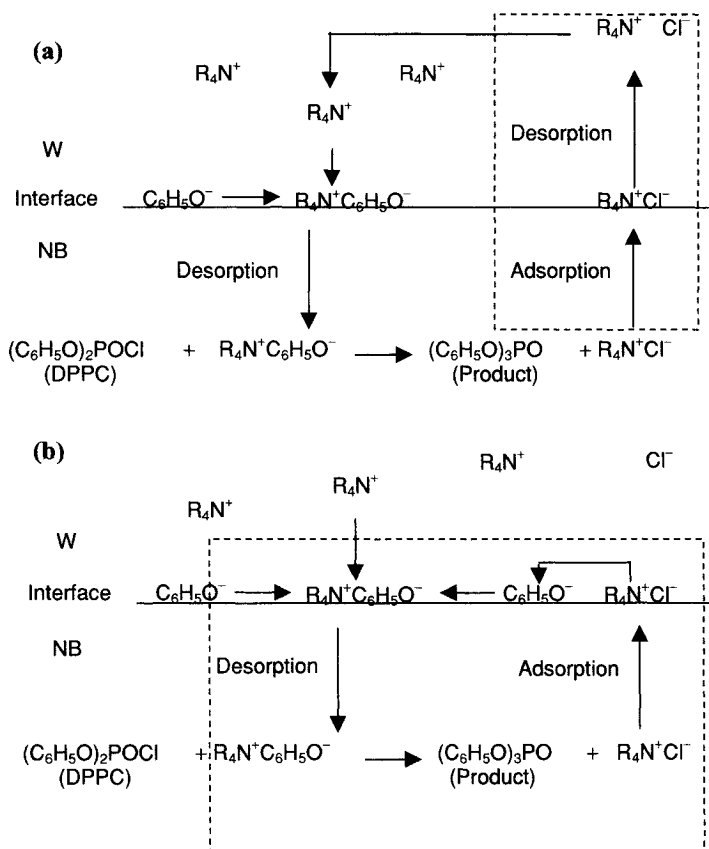 (a)
R₄N⁺ Cl⁻
R₄N⁺ R₄N⁺
R₄N⁺
Desorption
W
Interface C₆H₅O⁻ R₄N⁺C₆H₅O⁻ R₄N⁺Cl⁻
NB
Desorption Adsorption
(C₆H₅O)₂POCl + R₄N⁺C₆H₅O⁻ (C₆H₅O)₃PO + R₄N⁺Cl⁻
(DPPC) (Product)
(b)
R₄N⁺ Cl⁻
R₄N⁺
R₄N⁺
W
Interface C₆H₅O⁻ R₄N⁺C₆H₅O⁻ C₆H₅O⁻ R₄N⁺Cl⁻
NB
Desorption Adsorption
(C₆H₅O)₂POCl + R₄N⁺C₆H₅O⁻ (C₆H₅O)₃PO + R₄N⁺Cl⁻
(DPPC) (Product)